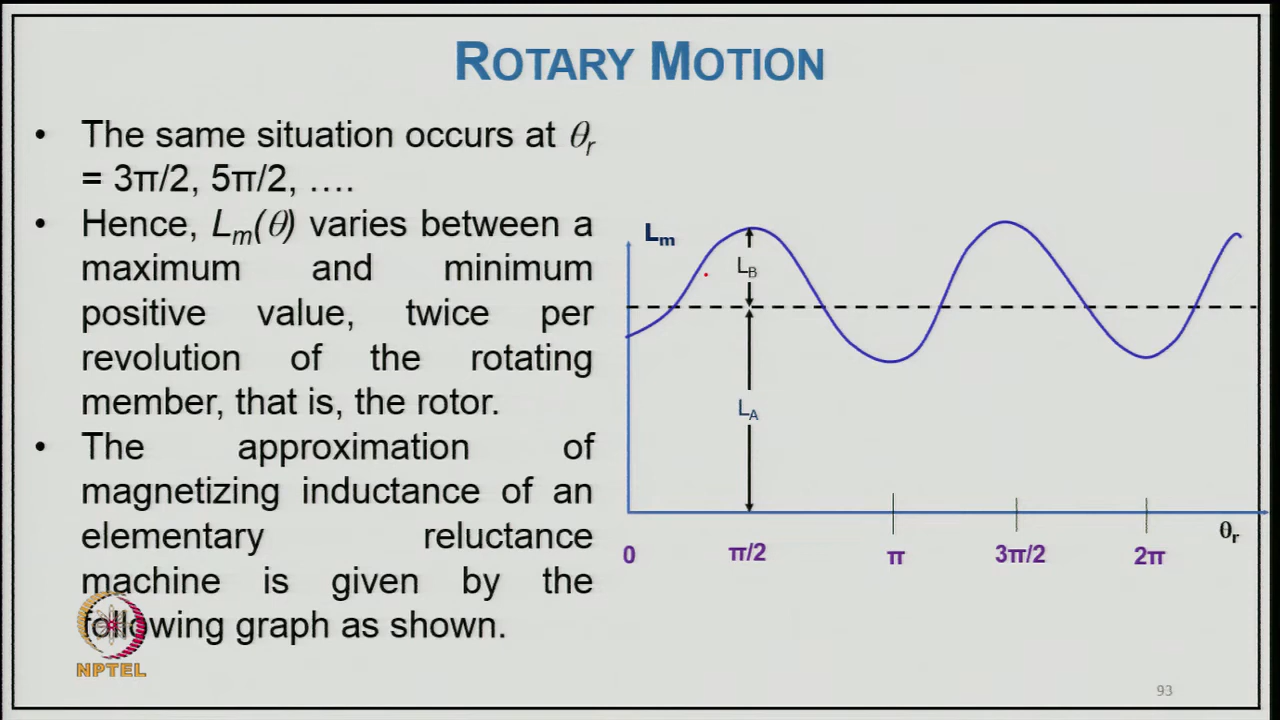 ROTARY MOTION
• The same situation occurs at θr
= 3π/2, 5π/2, ….
• Hence, Lm(θ) varies between a
maximum and minimum
positive value, twice per
revolution of the rotating
member, that is, the rotor.
• The approximation of
magnetizing inductance of an
elementary reluctance
machine is given by the
following graph as shown.
Lm
LB
LA
θr
0 π/2 π 3π/2 2π
NPTEL
93